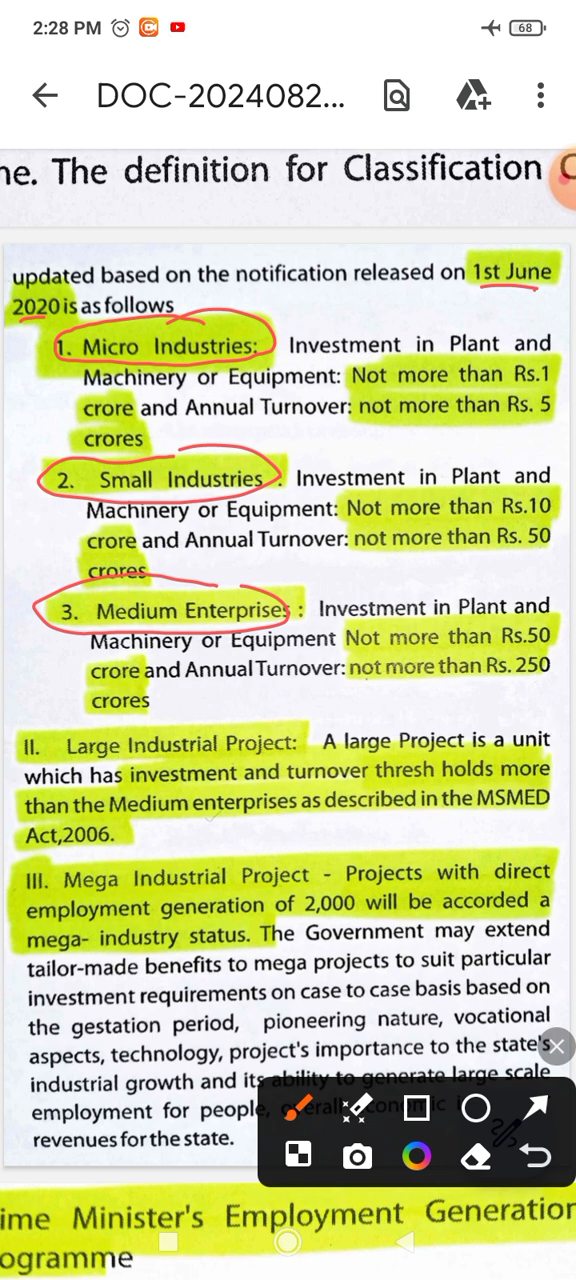 2:28 PM
68
DOC-2024082...
ne. The definition for Classification
updated based on the notification released on 1st June
2020 is as follows
1. Micro Industries: Investment in Plant and
Machinery or Equipment: Not more than Rs.1
crore and Annual Turnover: not more than Rs. 5
crores
2. Small Industries : Investment in Plant and
Machinery or Equipment: Not more than Rs.10
crore and Annual Turnover: not more than Rs. 50
crores
3. Medium Enterprises : Investment in Plant and
Machinery or Equipment Not more than Rs.50
crore and Annual Turnover: not more than Rs. 250
crores
II. Large Industrial Project: A large Project is a unit
which has investment and turnover thresh holds more
than the Medium enterprises as described in the MSMED
Act,2006.
III. Mega Industrial Project - Projects with direct
employment generation of 2,000 will be accorded a
mega- industry status. The Government may extend
tailor-made benefits to mega projects to suit particular
investment requirements on case to case basis based on
the gestation period, pioneering nature, vocational
aspects, technology, project's importance to the state's
industrial growth and its ability to generate large scale
employment for people,
revenues for the state.
ime Minister's Employment Generation
ogramme